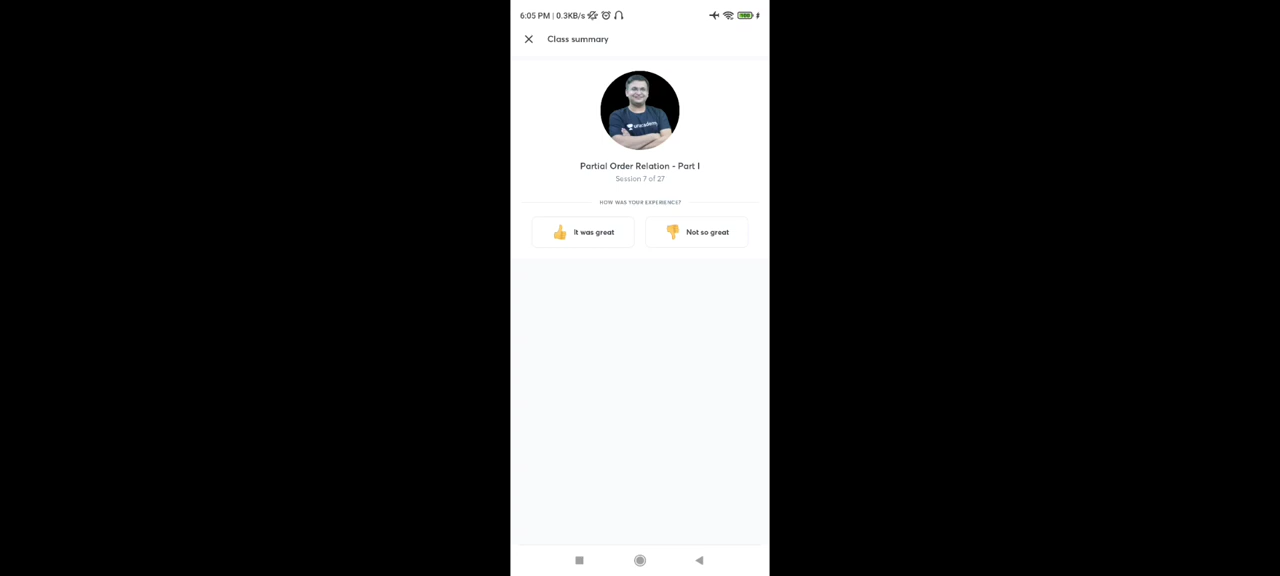 6:05 PM | 0.3KB/s
Class summary
unacademy
Partial Order Relation - Part I
Session 7 of 27
HOW WAS YOUR EXPERIENCE?
It was great
Not so great